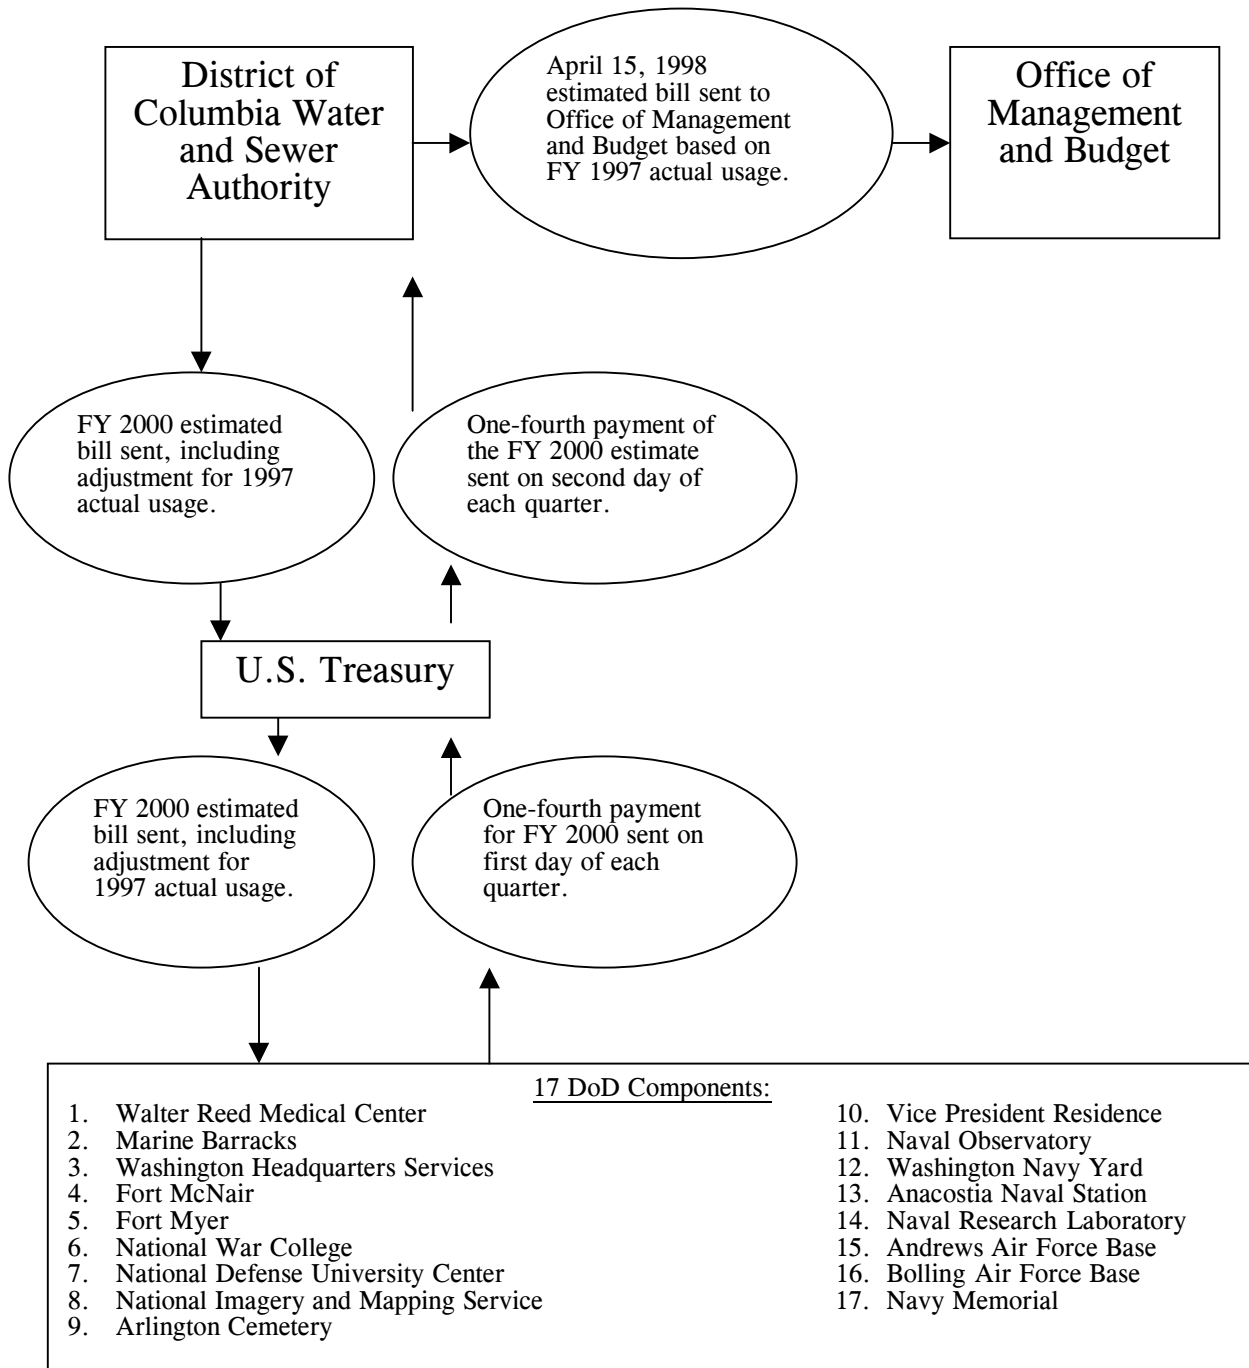 District of
Columbia Water
and Sewer
Authority
April 15, 1998
estimated bill sent to
Office of Management
and Budget based on
FY 1997 actual usage.
Office of
Management
and Budget
FY 2000 estimated
bill sent, including
adjustment for 1997
actual usage.
One-fourth payment of
the FY 2000 estimate
sent on second day of
each quarter.
U.S. Treasury
FY 2000 estimated
bill sent, including
adjustment for
1997 actual usage.
One-fourth payment
for FY 2000 sent on
first day of each
quarter.
17 DoD Components:
1. Walter Reed Medical Center
2. Marine Barracks
3. Washington Headquarters Services
4. Fort McNair
5. Fort Myer
6. National War College
7. National Defense University Center
8. National Imagery and Mapping Service
9. Arlington Cemetery
10. Vice President Residence
11. Naval Observatory
12. Washington Navy Yard
13. Anacostia Naval Station
14. Naval Research Laboratory
15. Andrews Air Force Base
16. Bolling Air Force Base
17. Navy Memorial